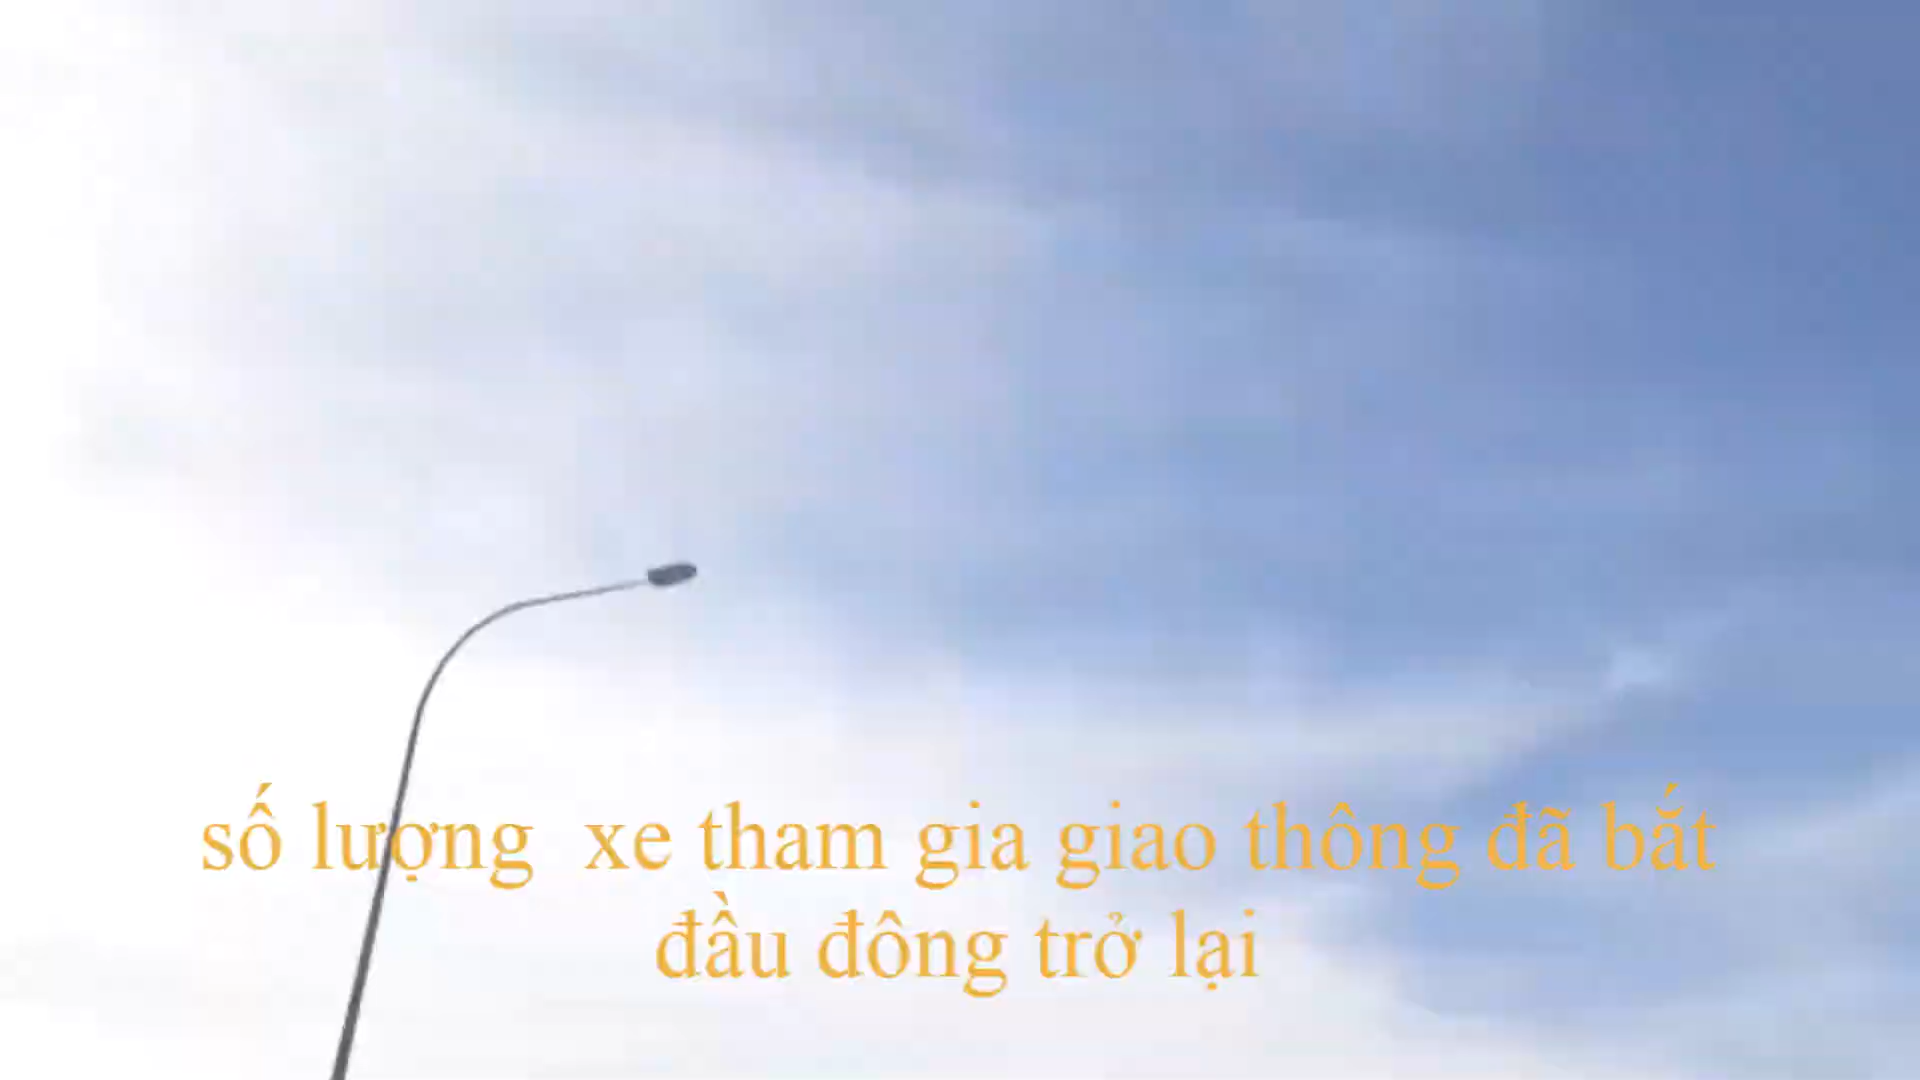 số lượng  xe tham gia giao thông đã bắt
đầu đông trở lại